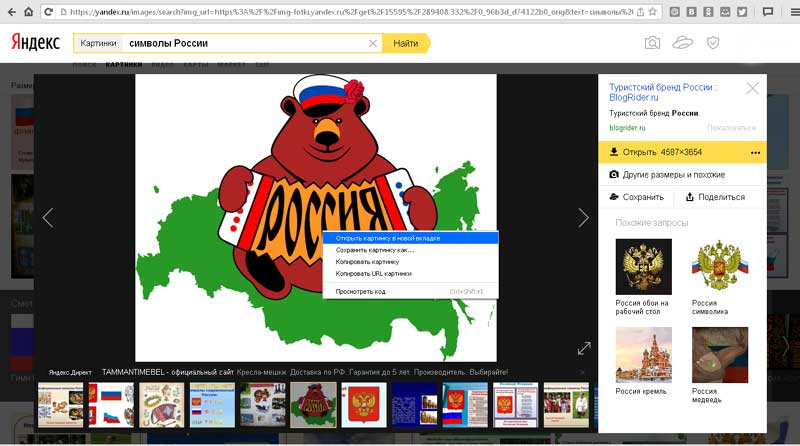 https://yandex.ru/images/search?img_url=https%3A%2F%2Fimg-fotki.yandex.ru%2Fget%2F15595%2F289408.332%2F0_96b3d_d74122b0_orig&text=символы%2
Яндекс
Картинки
символы России
Найти
ПОИСК КАРТИНКИ ВИДЕО КАРТЫ МАРКЕТ ЕЩЁ
РОССИЯ
Открыть картинку в новой вкладке
Сохранить картинку как...
Копировать картинку
Копировать URL картинки
Просмотреть код Ctrl+Shift+I
Туристский бренд России ::
BlogRider.ru
Туристский бренд России.
blogrider.ru Пожаловаться
Открыть 4587×3654
Другие размеры и похожие
Сохранить
Поделиться
Похожие запросы
Россия обои на
рабочий стол
Россия
символика
Россия кремль
Россия
медведь
Яндекс Директ
TAMMANTIMEBEL - официальный сайт Кресла-мешки. Доставка по РФ. Гарантия до 5 лет. Производитель. Выбирайте!